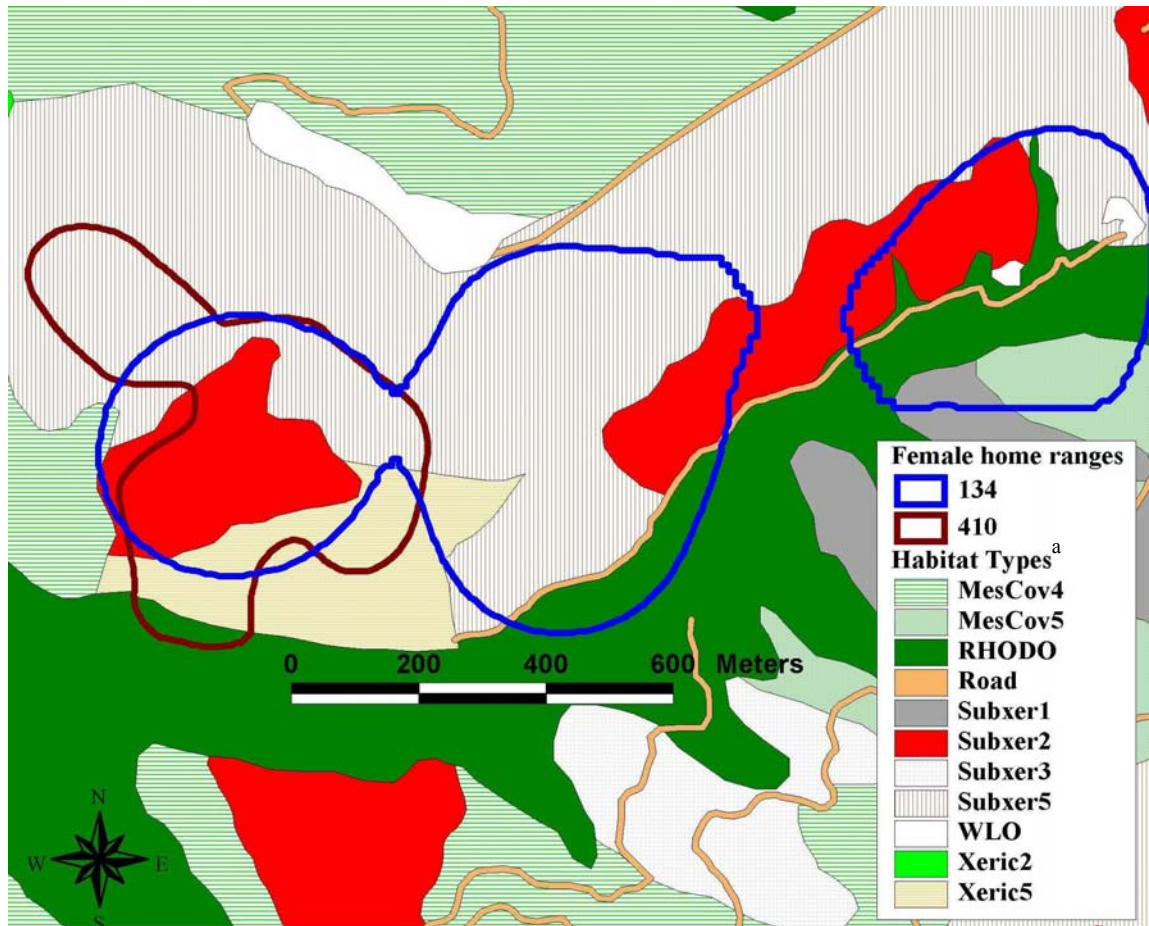 Female home ranges
134
410
Habitat Types a
MesCov4
MesCov5
RHODO
Road
Subxer1
Subxer2
Subxer3
Subxer5
WLO
Xeric2
Xeric5
0 200 400 600 Meters
N
W E
S